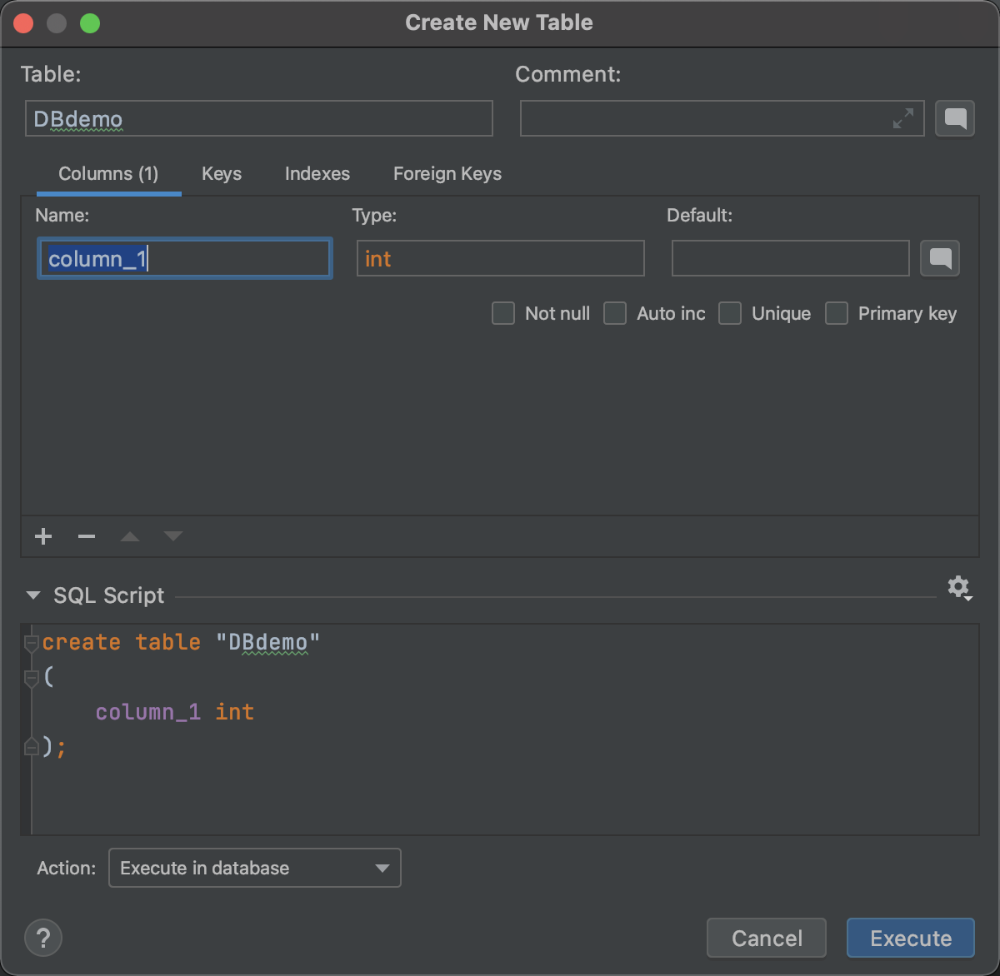 Create New Table
Table: Comment:
DBdemo
Columns (1) Keys Indexes Foreign Keys
Name: Type: Default:
column_1 int
Not null Auto inc Unique Primary key
SQL Script
create table "DBdemo"
(
column_1 int
);
Action: Execute in database
? Cancel Execute